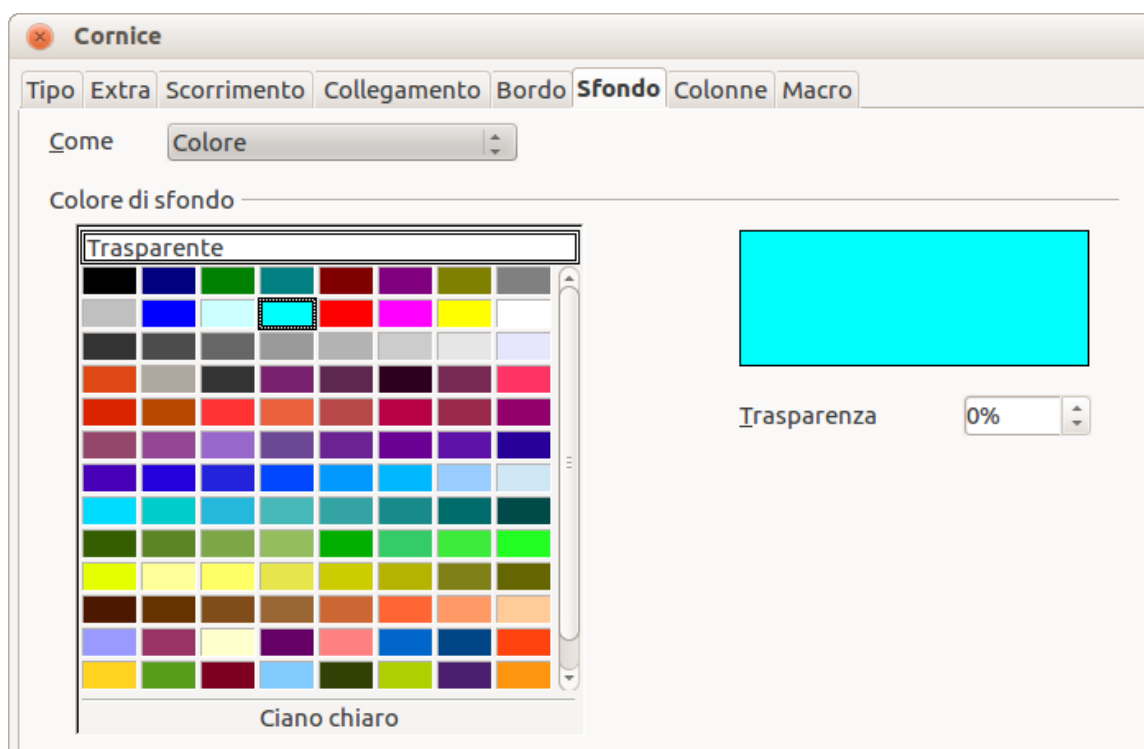 Cornice
Tipo Extra Scorrimento Collegamento Bordo Sfondo Colonne Macro
Come Colore
Colore di sfondo
Trasparente
Trasparenza 0%
Ciano chiaro